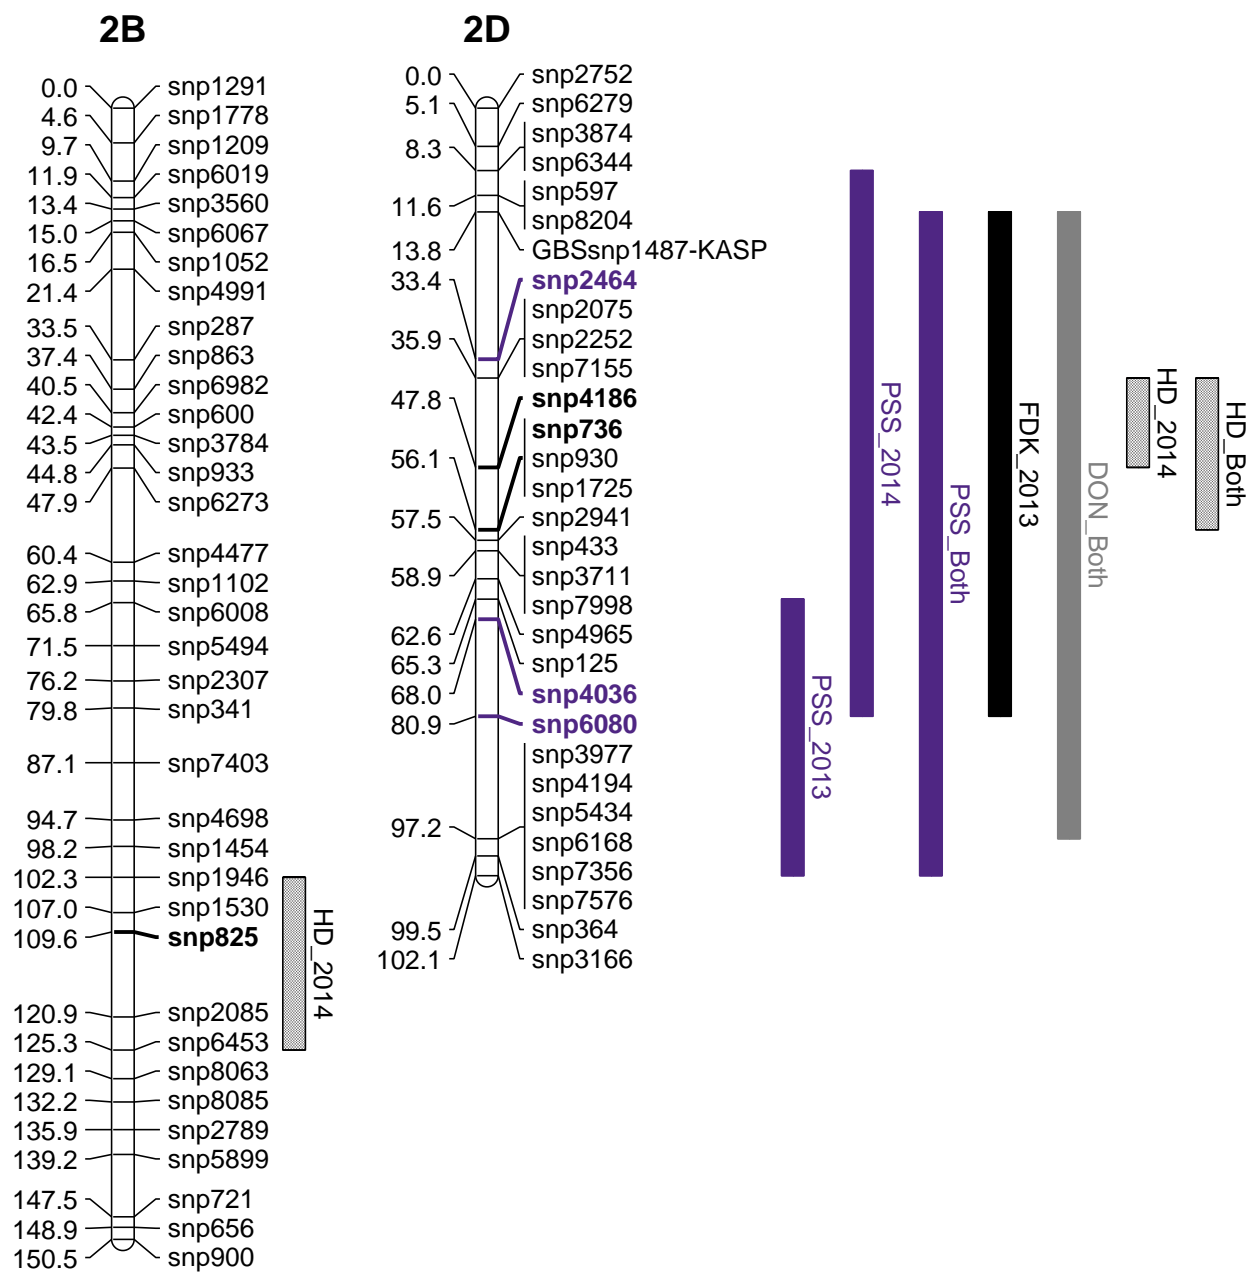 2B
0.0 snp1291
4.6 snp1778
9.7 snp1209
11.9 snp6019
13.4 snp3560
15.0 snp6067
16.5 snp1052
21.4 snp4991
33.5 snp287
37.4 snp863
40.5 snp6982
42.4 snp600
43.5 snp3784
44.8 snp933
47.9 snp6273
60.4 snp4477
62.9 snp1102
65.8 snp6008
71.5 snp5494
76.2 snp2307
79.8 snp341
87.1 snp7403
94.7 snp4698
98.2 snp1454
102.3 snp1946
107.0 snp1530
109.6 snp825
120.9 snp2085
125.3 snp6453
129.1 snp8063
132.2 snp8085
135.9 snp2789
139.2 snp5899
147.5 snp721
148.9 snp656
150.5 snp900
HD_2014
2D
0.0 snp2752
5.1 snp6279
snp3874
8.3
snp6344
snp597
11.6
snp8204
13.8 GBSsnp1487-KASP
33.4 snp2464
snp2075
35.9 snp2252
snp7155
47.8 snp4186
snp736
56.1 snp930
snp1725
57.5 snp2941
snp433
58.9 snp3711
snp7998
62.6 snp4965
65.3 snp125
68.0 snp4036
80.9 snp6080
snp3977
snp4194
snp5434
97.2
snp6168
snp7356
snp7576
99.5 snp364
102.1 snp3166
PSS_2013
PSS_2014
PSS_Both
FDK_2013
DON_Both
HD_2014
HD_Both